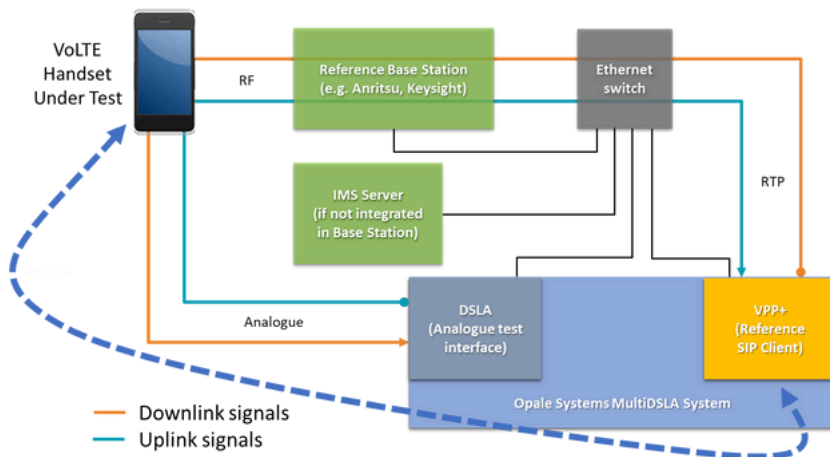 VoLTE
Handset
Under Test
RF
Reference Base Station
(e.g. Anritsu, Keysight)
Ethernet
switch
IMS Server
(if not integrated
in Base Station)
RTP
Analogue
DSLA
(Analogue test
interface)
VPP+
(Reference
SIP Client)
Opale Systems MultiDSLA System
Downlink signals
Uplink signals